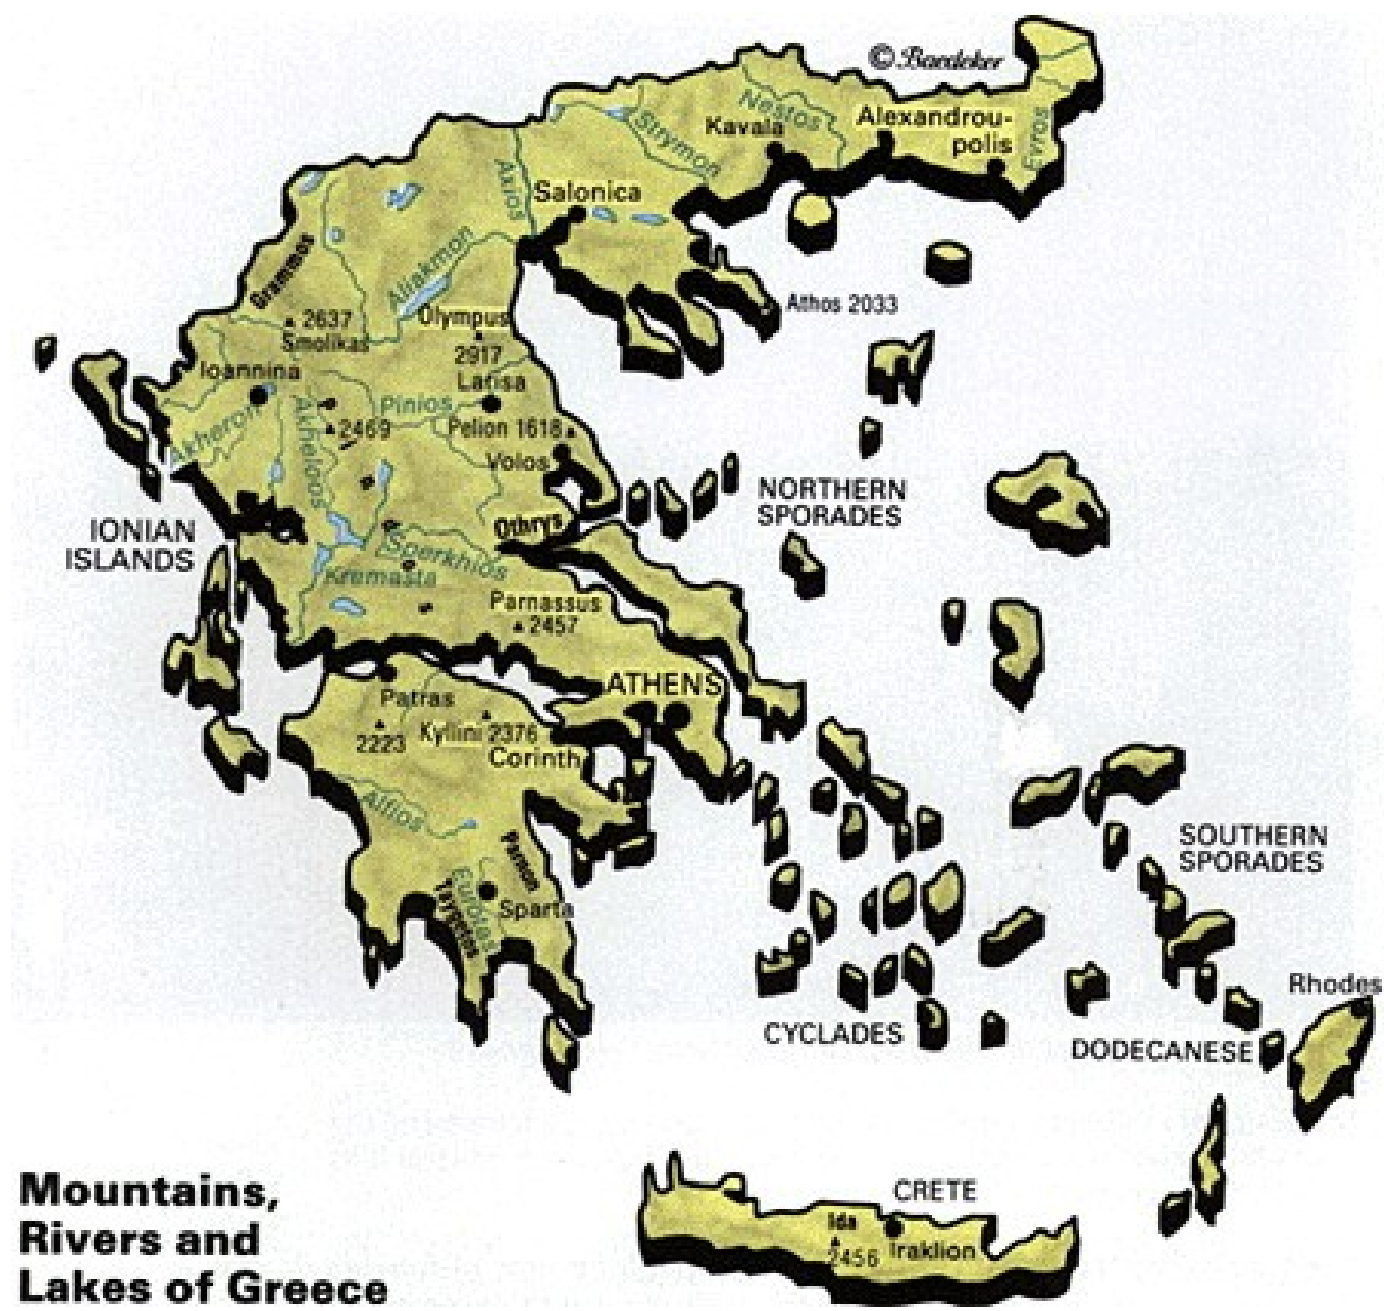 © Baedeker
Nestos
Kavala
Alexandrou-
polis
Evros
Strymon
Axios
Salonica
Grammos
Aliakmon
Athos 2033
2637
Smolikas
Olympus
2917
Ioannina
Larisa
Akheron
Akheloos
Pinios
2469
Pelion 1618
Volos
NORTHERN
SPORADES
IONIAN
ISLANDS
Othrys
Sperkhios
Kremasta
Parnassus
2457
ATHENS
Patras
2223
Kyllini 2376
Corinth
Alfios
Parnon
Eurotas
Taygetos
Sparta
SOUTHERN
SPORADES
CYCLADES
DODECANESE
Rhodes
CRETE
Ida
2456
Iraklion
Mountains,
Rivers and
Lakes of Greece